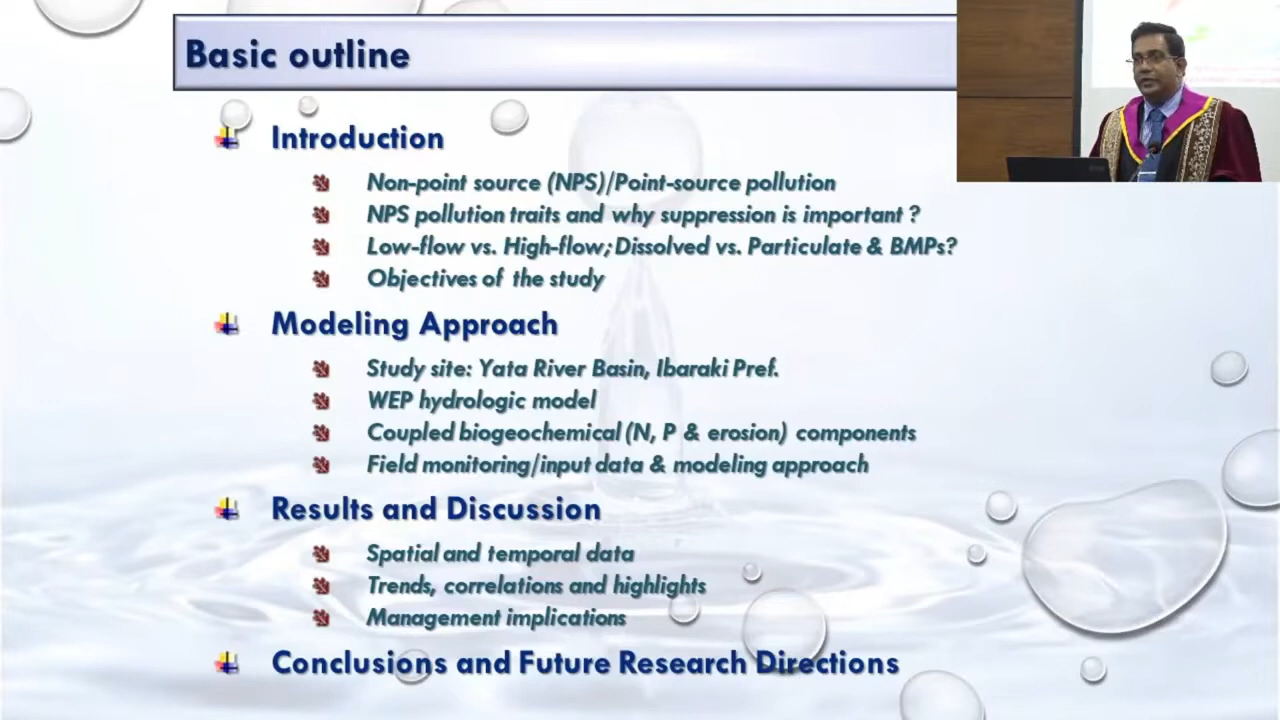 Basic outline
Introduction
Non-point source (NPS)/Point-source pollution
NPS pollution traits and why suppression is important ?
Low-flow vs. High-flow; Dissolved vs. Particulate & BMPs?
Objectives of the study
Modeling Approach
Study site: Yata River Basin, Ibaraki Pref.
WEP hydrologic model
Coupled biogeochemical (N, P & erosion) components
Field monitoring/input data & modeling approach
Results and Discussion
Spatial and temporal data
Trends, correlations and highlights
Management implications
Conclusions and Future Research Directions